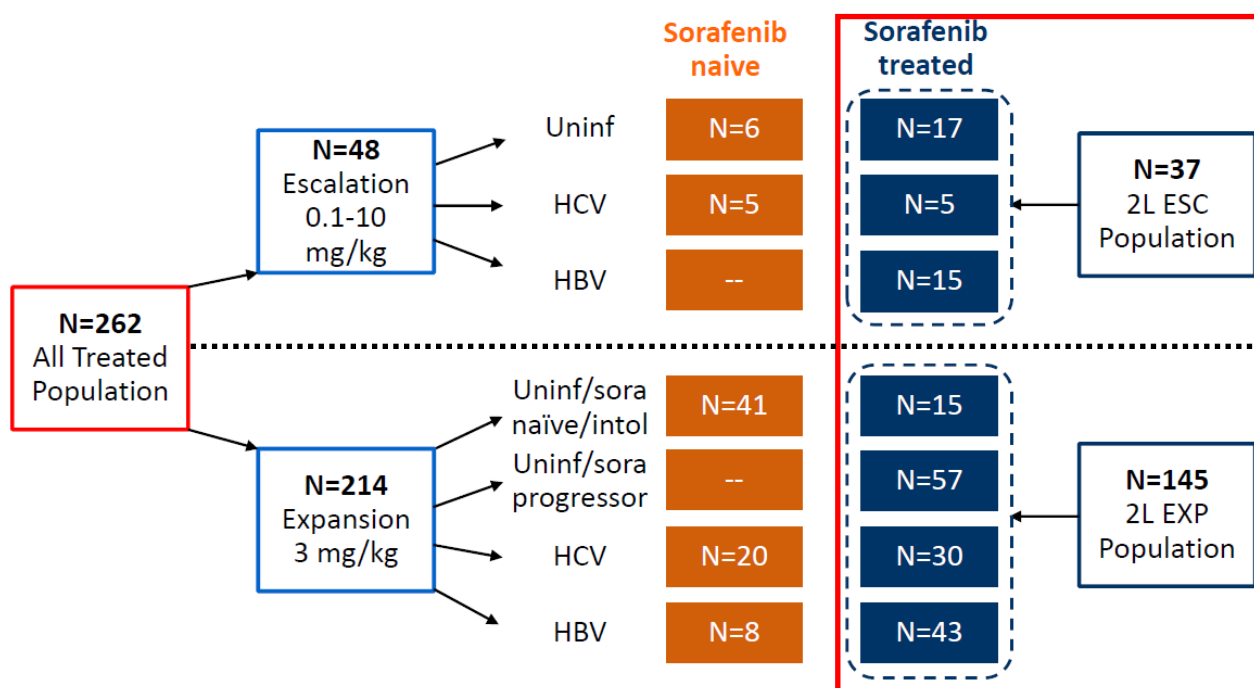 Sorafenib
naive
Sorafenib
treated
N=48
Escalation
0.1-10
mg/kg
Uninf
N=6
N=17
HCV
N=5
N=5
HBV
--
N=15
N=37
2L ESC
Population
N=262
All Treated
Population
N=214
Expansion
3 mg/kg
Uninf/sora
naïve/intol
N=41
N=15
Uninf/sora
progressor
--
N=57
HCV
N=20
N=30
HBV
N=8
N=43
N=145
2L EXP
Population